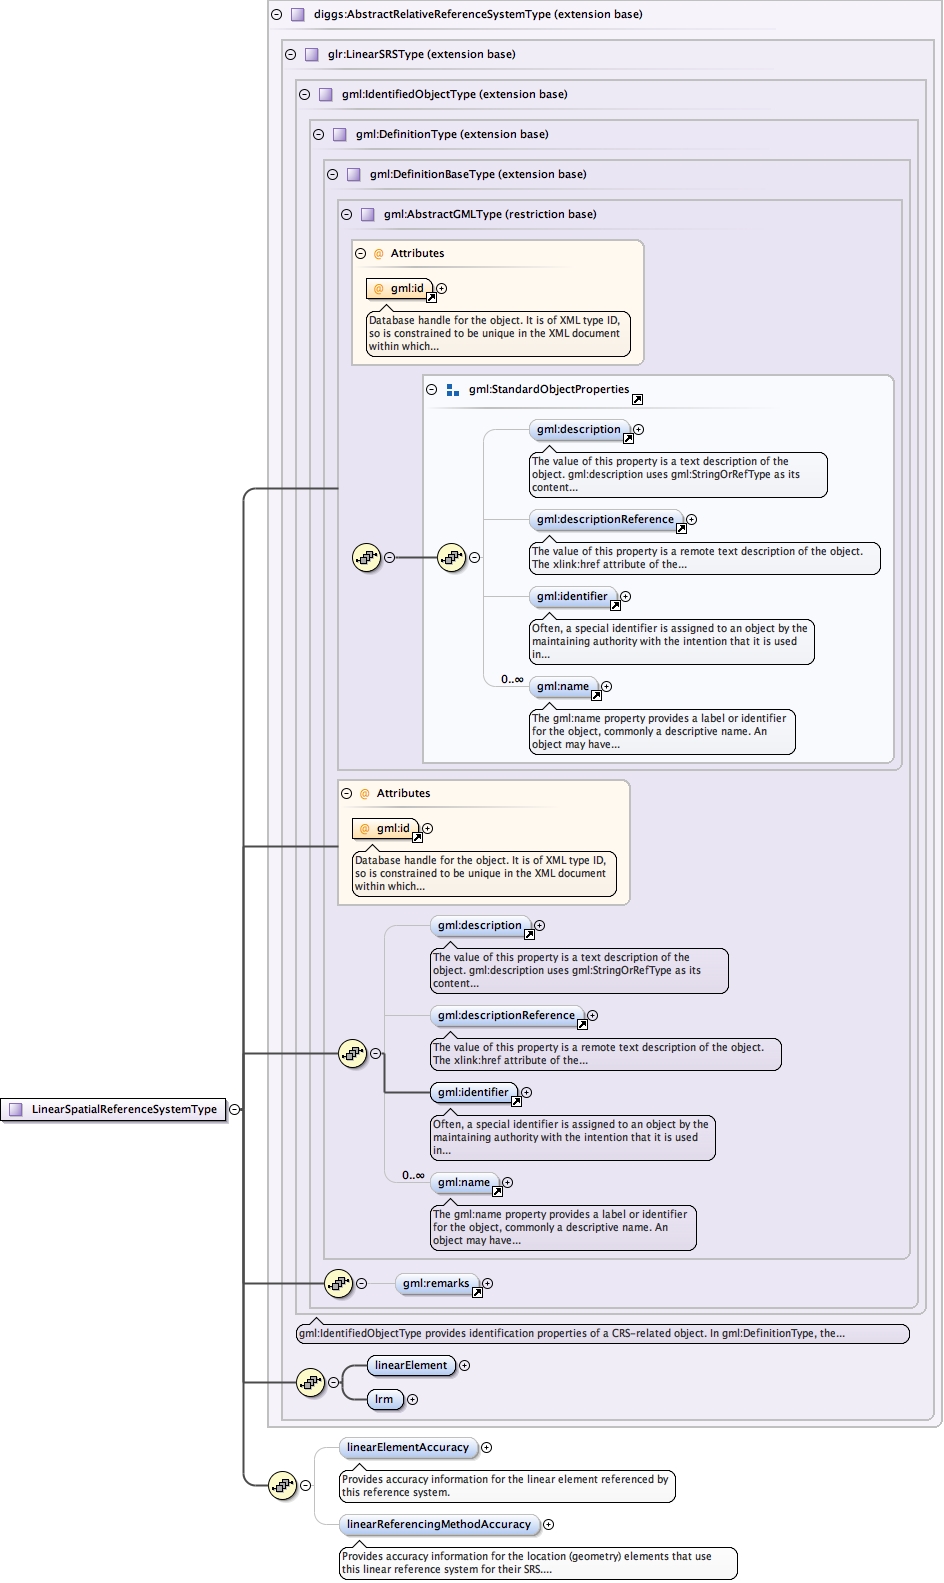 diggs:AbstractRelativeReferenceSystemType (extension base)
glr:LinearSRSType (extension base)
gml:IdentifiedObjectType (extension base)
gml:DefinitionType (extension base)
gml:DefinitionBaseType (extension base)
gml:AbstractGMLType (restriction base)
@ Attributes
@ gml:id
Database handle for the object. It is of XML type ID,
so is constrained to be unique in the XML document
within which...
gml:StandardObjectProperties
gml:description
The value of this property is a text description of the
object. gml:description uses gml:StringOrRefType as its
content...
gml:descriptionReference
The value of this property is a remote text description of the object.
The xlink:href attribute of the...
gml:identifier
Often, a special identifier is assigned to an object by the
maintaining authority with the intention that it is used
in...
0..∞
gml:name
The gml:name property provides a label or identifier
for the object, commonly a descriptive name. An
object may have...
@ Attributes
@ gml:id
Database handle for the object. It is of XML type ID,
so is constrained to be unique in the XML document
within which...
gml:description
The value of this property is a text description of the
object. gml:description uses gml:StringOrRefType as its
content...
gml:descriptionReference
The value of this property is a remote text description of the object.
The xlink:href attribute of the...
gml:identifier
Often, a special identifier is assigned to an object by the
maintaining authority with the intention that it is used
in...
0..∞
gml:name
The gml:name property provides a label or identifier
for the object, commonly a descriptive name. An
object may have...
LinearSpatialReferenceSystemType
gml:remarks
gml:IdentifiedObjectType provides identification properties of a CRS-related object. In gml:DefinitionType, the...
linearElement
lrm
linearElementAccuracy
Provides accuracy information for the linear element referenced by
this reference system.
linearReferencingMethodAccuracy
Provides accuracy information for the location (geometry) elements that use
this linear reference system for their SRS....